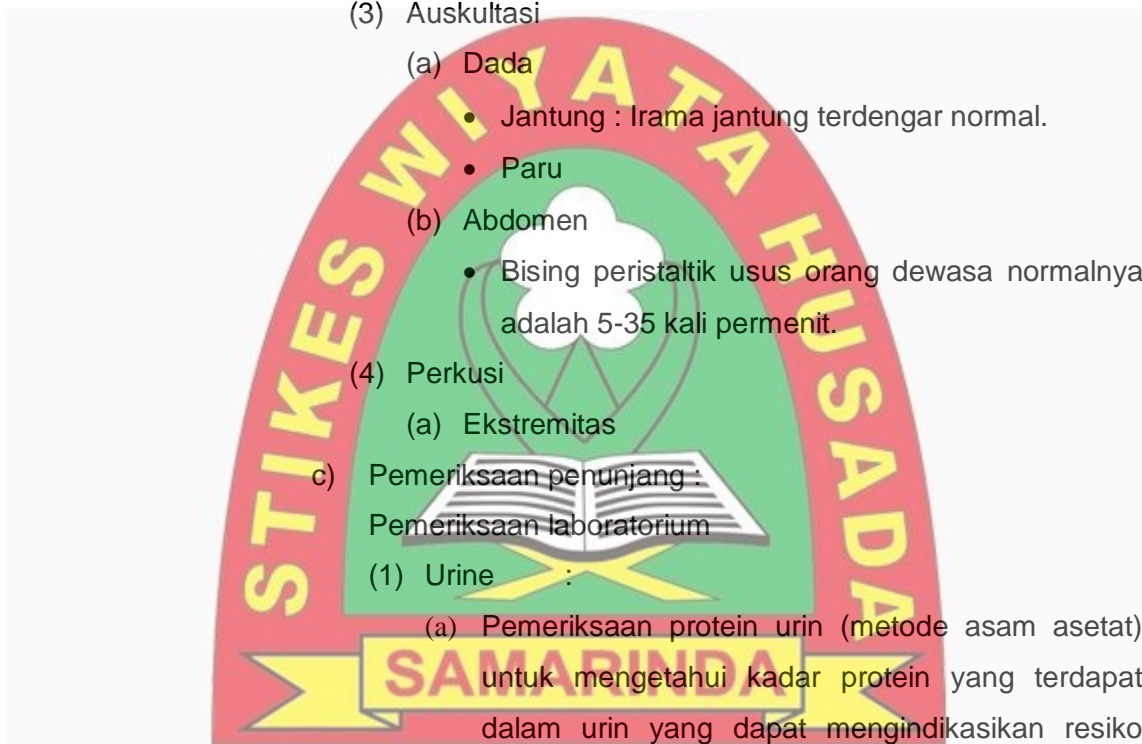 (3) Auskultasi
(a) Dada
• Jantung : Irama jantung terdengar normal.
• Paru
(b) Abdomen
• Bising peristaltik usus orang dewasa normalnya
adalah 5-35 kali permenit.
(4) Perkusi
(a) Ekstremitas
c) Pemeriksaan penunjang :
Pemeriksaan laboratorium
(1) Urine :
(a) Pemeriksaan protein urin (metode asam asetat)
untuk mengetahui kadar protein yang terdapat
dalam urin yang dapat mengindikasikan resiko
STIKES WIYATA HUSADA
SAMARINDA